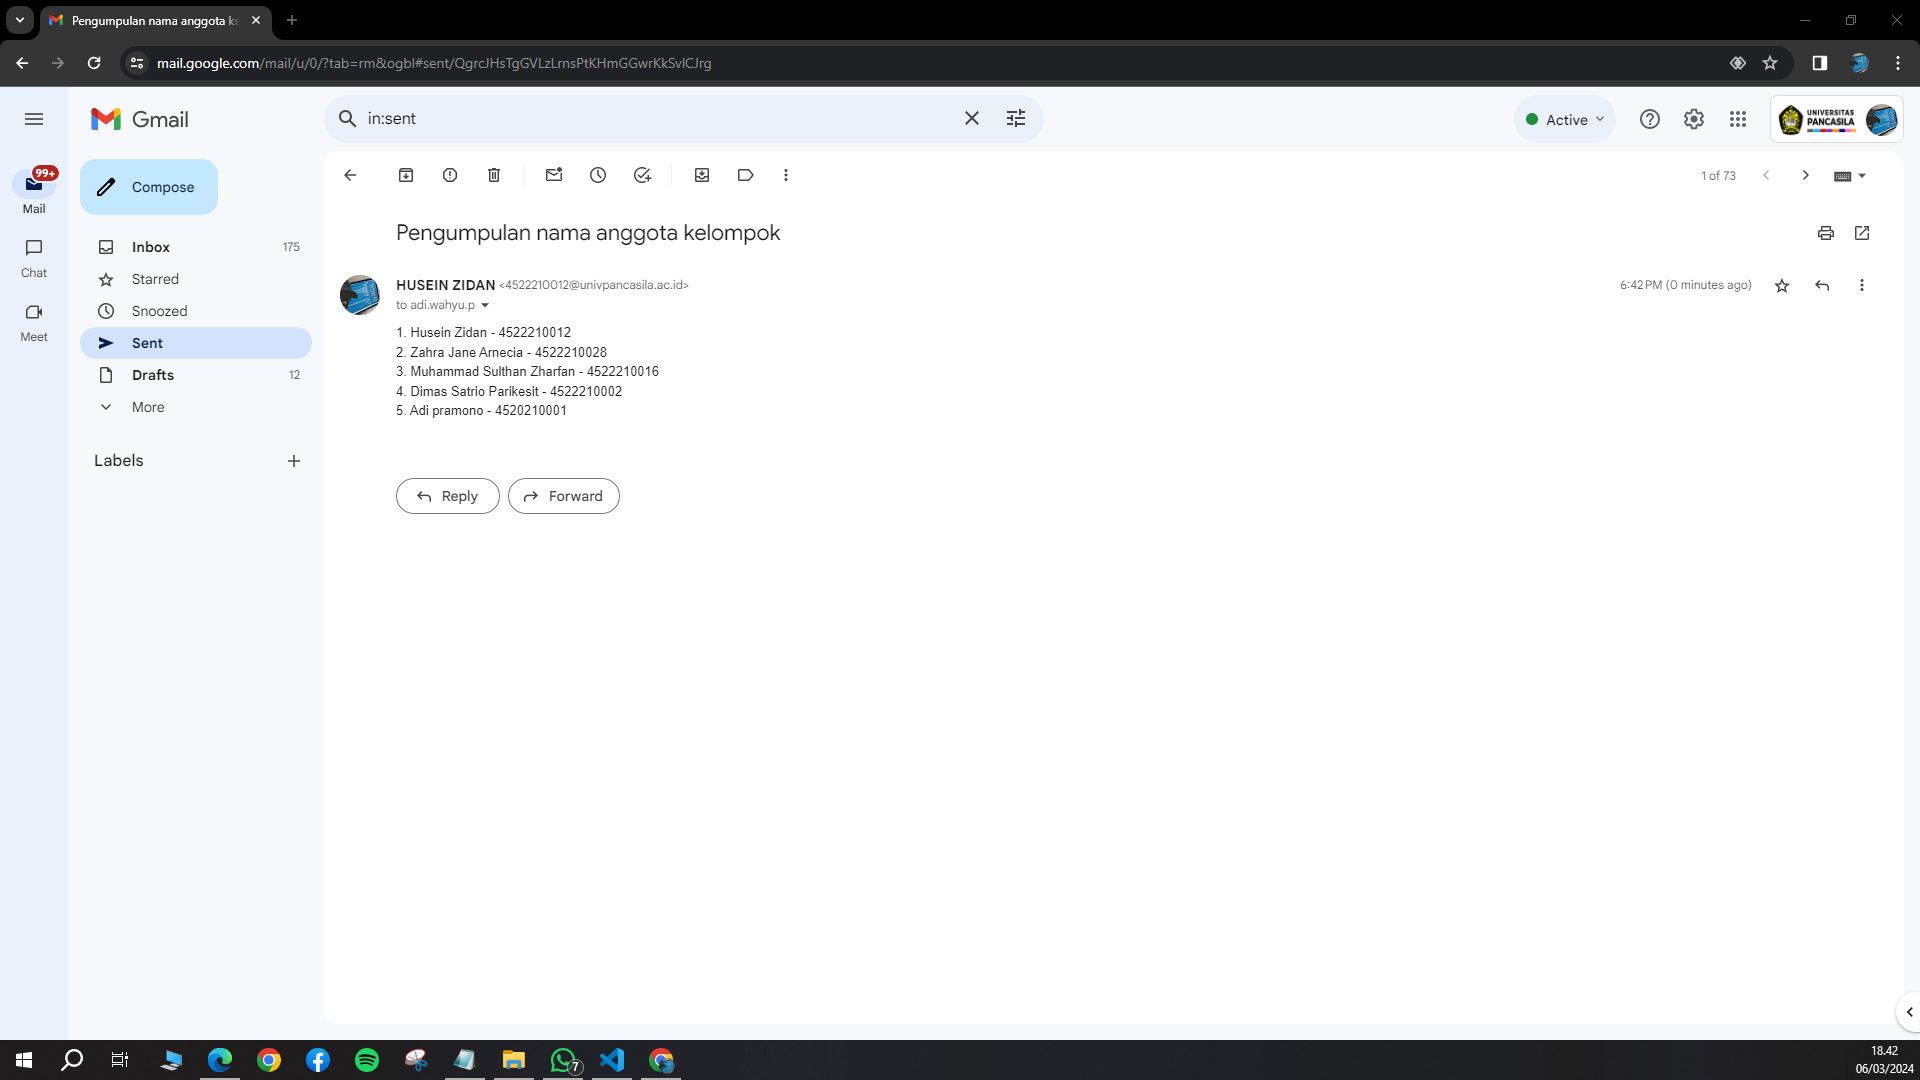 Pengumpulan nama anggota ke
mail.google.com/mail/u/0/?tab=rm&ogbl#sent/QgrcJHsTgGVLzLrnsPtKHmGGwrKkSvlCJrg
Gmail
in:sent
Active
UNIVERSITAS
PANCASILA
99+
Mail
Compose
1 of 73
Chat
Meet
Inbox 175
Starred
Snoozed
Sent
Drafts 12
More
Labels
Pengumpulan nama anggota kelompok
HUSEIN ZIDAN <4522210012@univpancasila.ac.id>
6:42 PM (0 minutes ago)
to adi.wahyu.p
1. Husein Zidan - 4522210012
2. Zahra Jane Arnecia - 4522210028
3. Muhammad Sulthan Zharfan - 4522210016
4. Dimas Satrio Parikesit - 4522210002
5. Adi pramono - 4520210001
Reply
Forward
7
18.42
06/03/2024